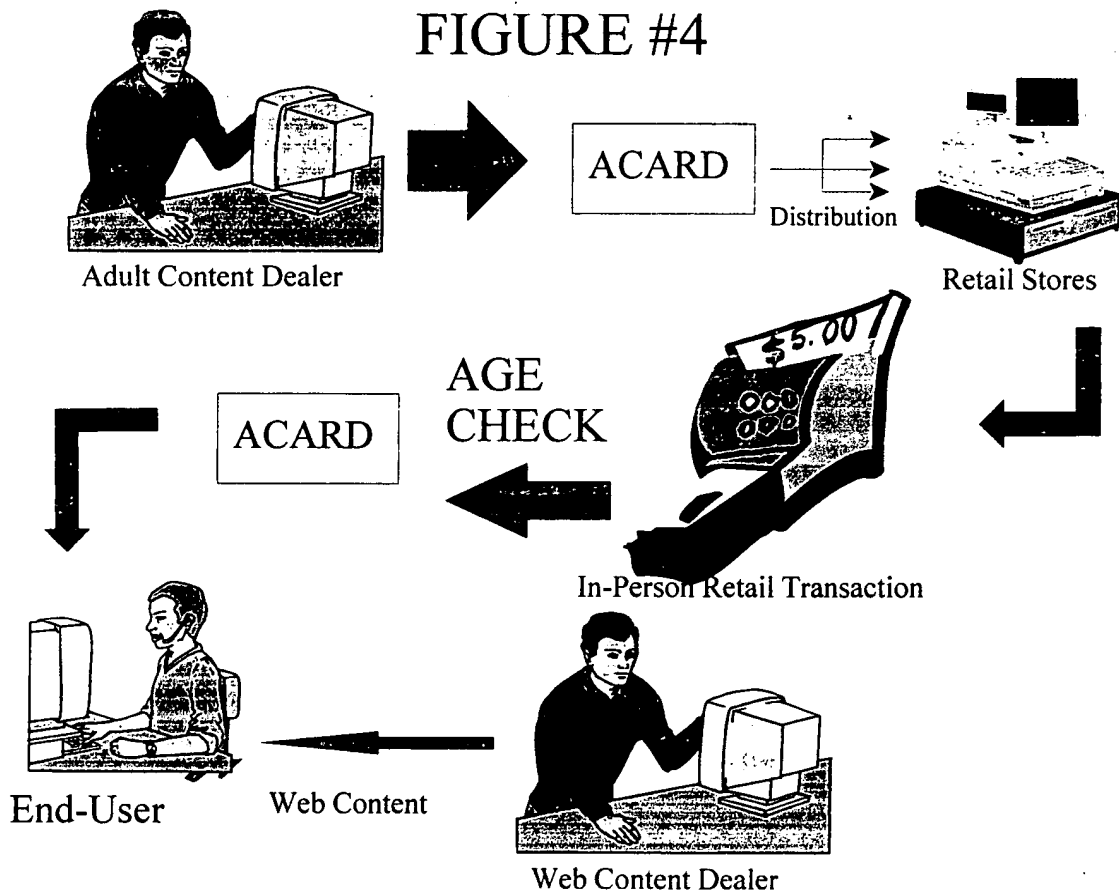 FIGURE #4
ACARD
Distribution
Adult Content Dealer
Retail Stores
$5.00
AGE
CHECK
ACARD
In-Person Retail Transaction
End-User
Web Content
Web Content Dealer